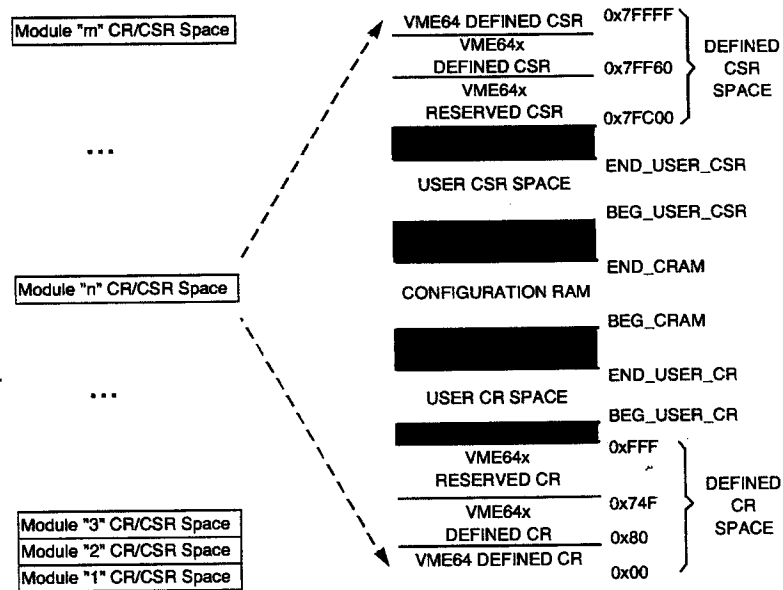 Module "m" CR/CSR Space
...
Module "n" CR/CSR Space
...
Module "3" CR/CSR Space
Module "2" CR/CSR Space
Module "1" CR/CSR Space
VME64 DEFINED CSR
0x7FFFF
VME64x
DEFINED CSR
0x7FF60
VME64x
RESERVED CSR
0x7FC00
DEFINED
CSR
SPACE
END_USER_CSR
USER CSR SPACE
BEG_USER_CSR
END_CRAM
CONFIGURATION RAM
BEG_CRAM
END_USER_CR
USER CR SPACE
BEG_USER_CR
0xFFF
VME64x
RESERVED CR
0x74F
VME64x
DEFINED CR
0x80
VME64 DEFINED CR
0x00
DEFINED
CR
SPACE